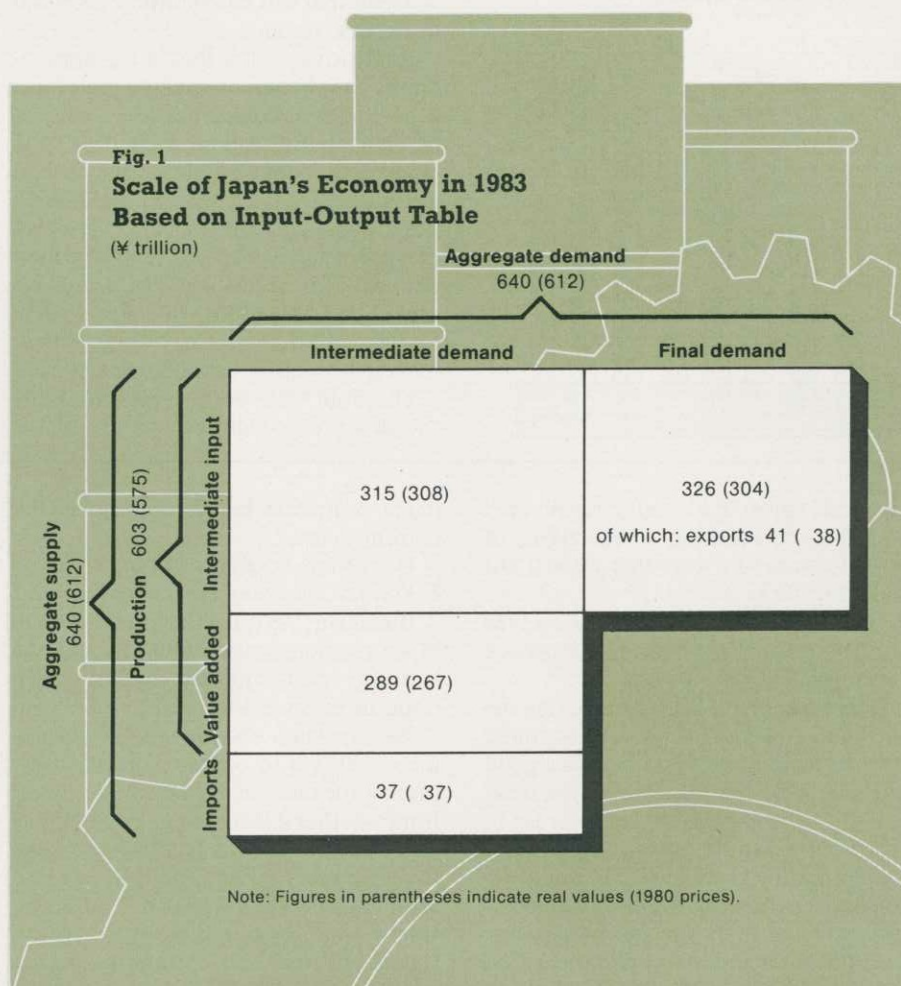 Fig. 1
Scale of Japan's Economy in 1983
Based on Input-Output Table
(¥ trillion)
Aggregate demand
640 (612)
Intermediate demand
Final demand
Aggregate supply
640 (612)
Production 603 (575)
Intermediate input
Value added
Imports
315 (308)
326 (304)
of which: exports 41 ( 38)
289 (267)
37 ( 37)
Note: Figures in parentheses indicate real values (1980 prices).